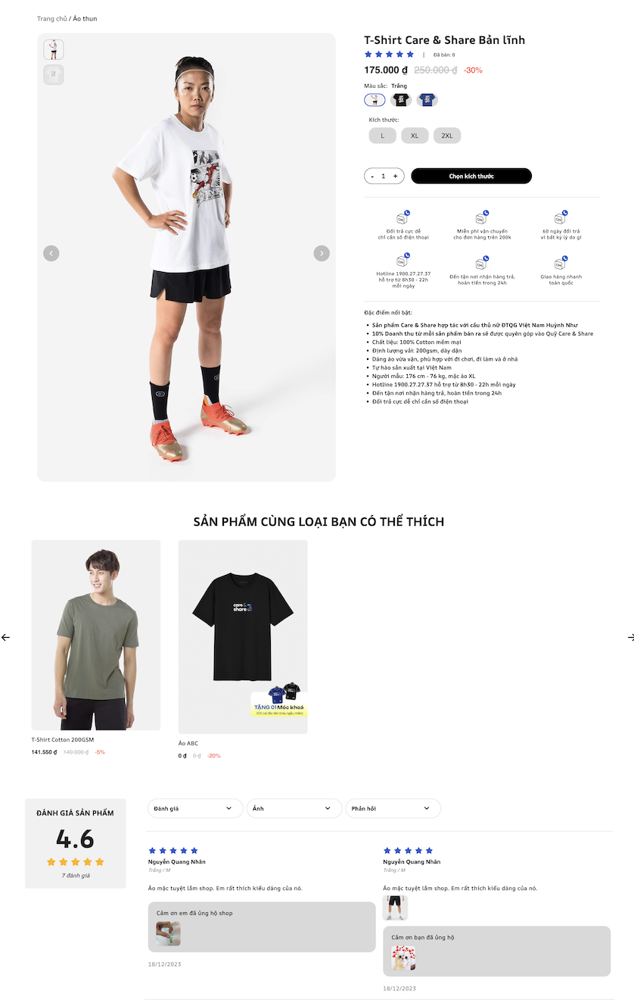 Trang chủ / Áo thun
T-Shirt Care & Share Bản lĩnh
| Đã bán: 0
175.000 ₫ 250.000 ₫ -30%
Màu sắc: Trắng
Kích thước:
L XL 2XL
- 1 + Chọn kích thước
Đổi trả cực dễ
chỉ cần số điện thoại
Miễn phí vận chuyển
cho đơn hàng trên 200k
60 ngày đổi trả
vì bất kỳ lý do gì
Hotline 1900.27.27.37
hỗ trợ từ 8h30 - 22h
mỗi ngày
Đến tận nơi nhận hàng trả,
hoàn tiền trong 24h
Giao hàng nhanh
toàn quốc
Đặc điểm nổi bật:
• Sản phẩm Care & Share hợp tác với cầu thủ nữ ĐTQG Việt Nam Huỳnh Như
• 10% Doanh thu từ mỗi sản phẩm bán ra sẽ được quyên góp vào Quỹ Care & Share
• Chất liệu: 100% Cotton mềm mại
• Định lượng vải: 200gsm, dày dặn
• Dáng áo vừa vặn, phù hợp với đi chơi, đi làm và ở nhà
• Tự hào sản xuất tại Việt Nam
• Người mẫu: 176 cm - 76 kg, mặc áo XL
• Hotline 1900.27.27.37 hỗ trợ từ 8h30 - 22h mỗi ngày
• Đến tận nơi nhận hàng trả, hoàn tiền trong 24h
• Đổi trả cực dễ chỉ cần số điện thoại
SẢN PHẨM CÙNG LOẠI BẠN CÓ THỂ THÍCH
care &
share
TẶNG 01 Móc khoá
T-Shirt Cotton 200GSM
141.550 ₫ 149.000 ₫ -5%
Áo ABC
0 ₫ 0 ₫ -20%
ĐÁNH GIÁ SẢN PHẨM
4.6
7 đánh giá
Đánh giá Ảnh Phản hồi
Nguyễn Quang Nhân
Trắng / M
Áo mặc tuyệt lắm shop. Em rất thích kiểu dáng của nó.
Cảm ơn em đã ủng hộ shop
18/12/2023
Nguyễn Quang Nhân
Trắng / M
Áo mặc tuyệt lắm shop. Em rất thích kiểu dáng của nó.
Cảm ơn bạn đã ủng hộ
18/12/2023